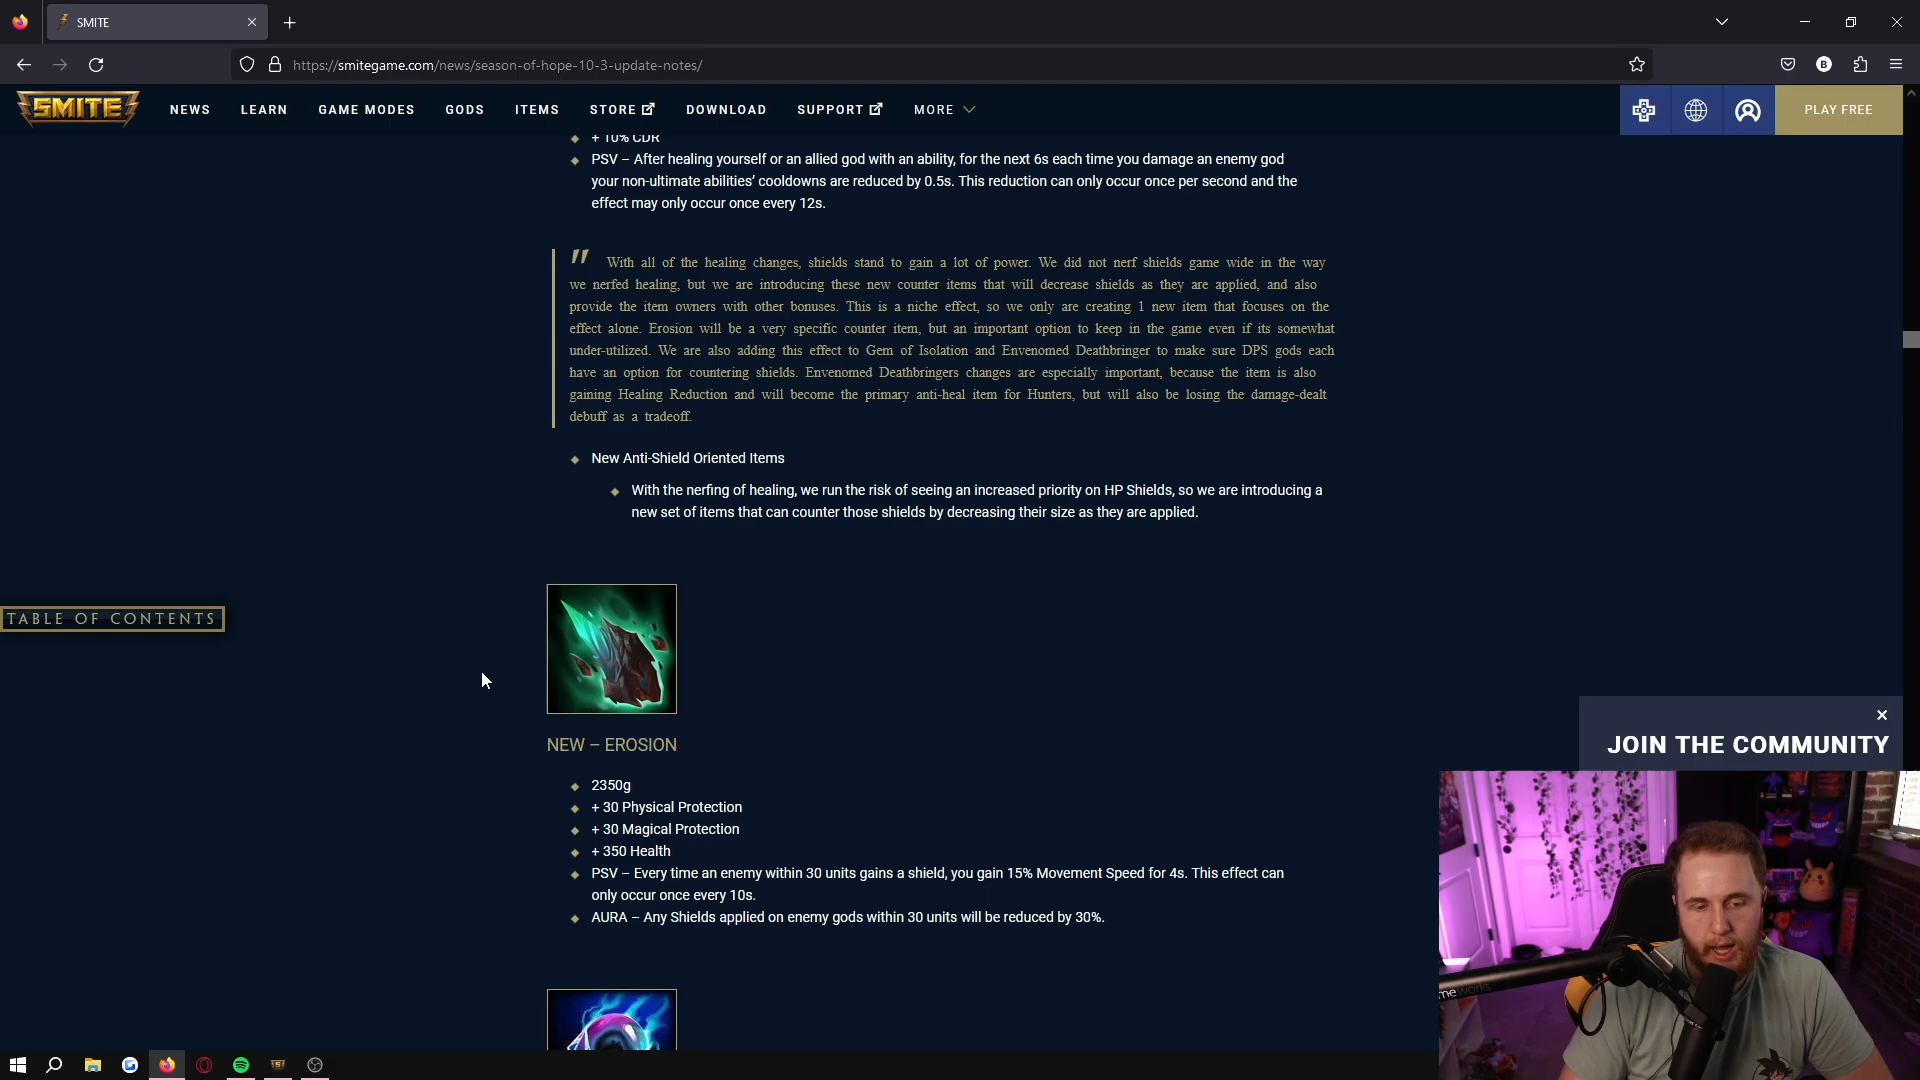 SMITE
https://smitegame.com/news/season-of-hope-10-3-update-notes/
B
SMITE
NEWS
LEARN
GAME MODES
GODS
ITEMS
STORE
DOWNLOAD
SUPPORT
MORE
PLAY FREE
+ 10% CDR
PSV – After healing yourself or an allied god with an ability, for the next 6s each time you damage an enemy god
your non-ultimate abilities’ cooldowns are reduced by 0.5s. This reduction can only occur once per second and the
effect may only occur once every 12s.
" With all of the healing changes, shields stand to gain a lot of power. We did not nerf shields game wide in the way
we nerfed healing, but we are introducing these new counter items that will decrease shields as they are applied, and also
provide the item owners with other bonuses. This is a niche effect, so we only are creating 1 new item that focuses on the
effect alone. Erosion will be a very specific counter item, but an important option to keep in the game even if its somewhat
under-utilized. We are also adding this effect to Gem of Isolation and Envenomed Deathbringer to make sure DPS gods each
have an option for countering shields. Envenomed Deathbringers changes are especially important, because the item is also
gaining Healing Reduction and will become the primary anti-heal item for Hunters, but will also be losing the damage-dealt
debuff as a tradeoff.
New Anti-Shield Oriented Items
With the nerfing of healing, we run the risk of seeing an increased priority on HP Shields, so we are introducing a
new set of items that can counter those shields by decreasing their size as they are applied.
TABLE OF CONTENTS
NEW – EROSION
2350g
+ 30 Physical Protection
+ 30 Magical Protection
+ 350 Health
PSV – Every time an enemy within 30 units gains a shield, you gain 15% Movement Speed for 4s. This effect can
only occur once every 10s.
AURA – Any Shields applied on enemy gods within 30 units will be reduced by 30%.
JOIN THE COMMUNITY